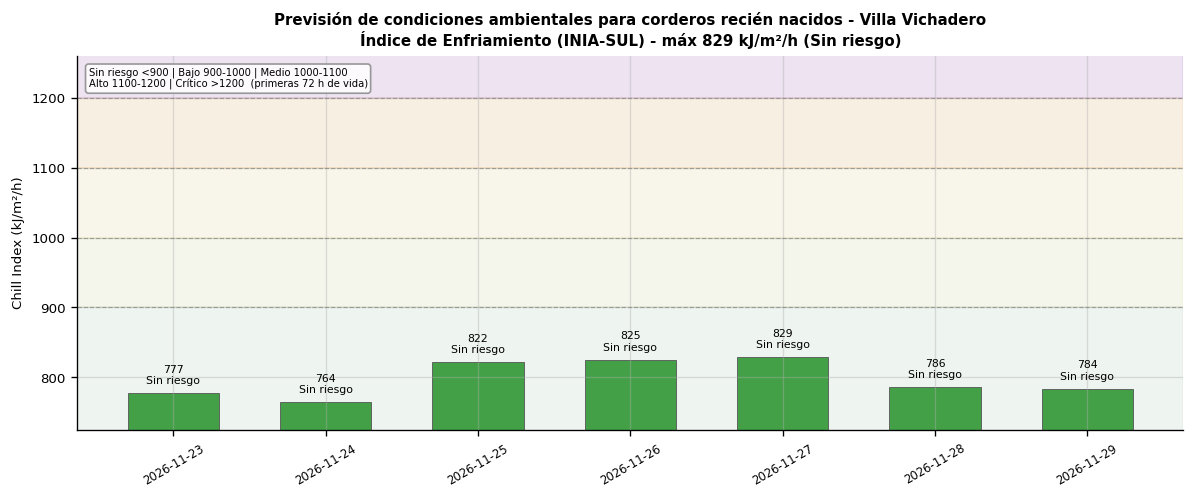 Previsión de condiciones ambientales para corderos recién nacidos - Villa Vichadero
Índice de Enfriamiento (INIA-SUL) - máx 829 kJ/m²/h (Sin riesgo)
Sin riesgo <900 | Bajo 900-1000 | Medio 1000-1100
Alto 1100-1200 | Crítico >1200  (primeras 72 h de vida)
Chill Index (kJ/m²/h)
1200
1100
1000
900
800
777
Sin riesgo
764
Sin riesgo
822
Sin riesgo
825
Sin riesgo
829
Sin riesgo
786
Sin riesgo
784
Sin riesgo
2026-11-23
2026-11-24
2026-11-25
2026-11-26
2026-11-27
2026-11-28
2026-11-29